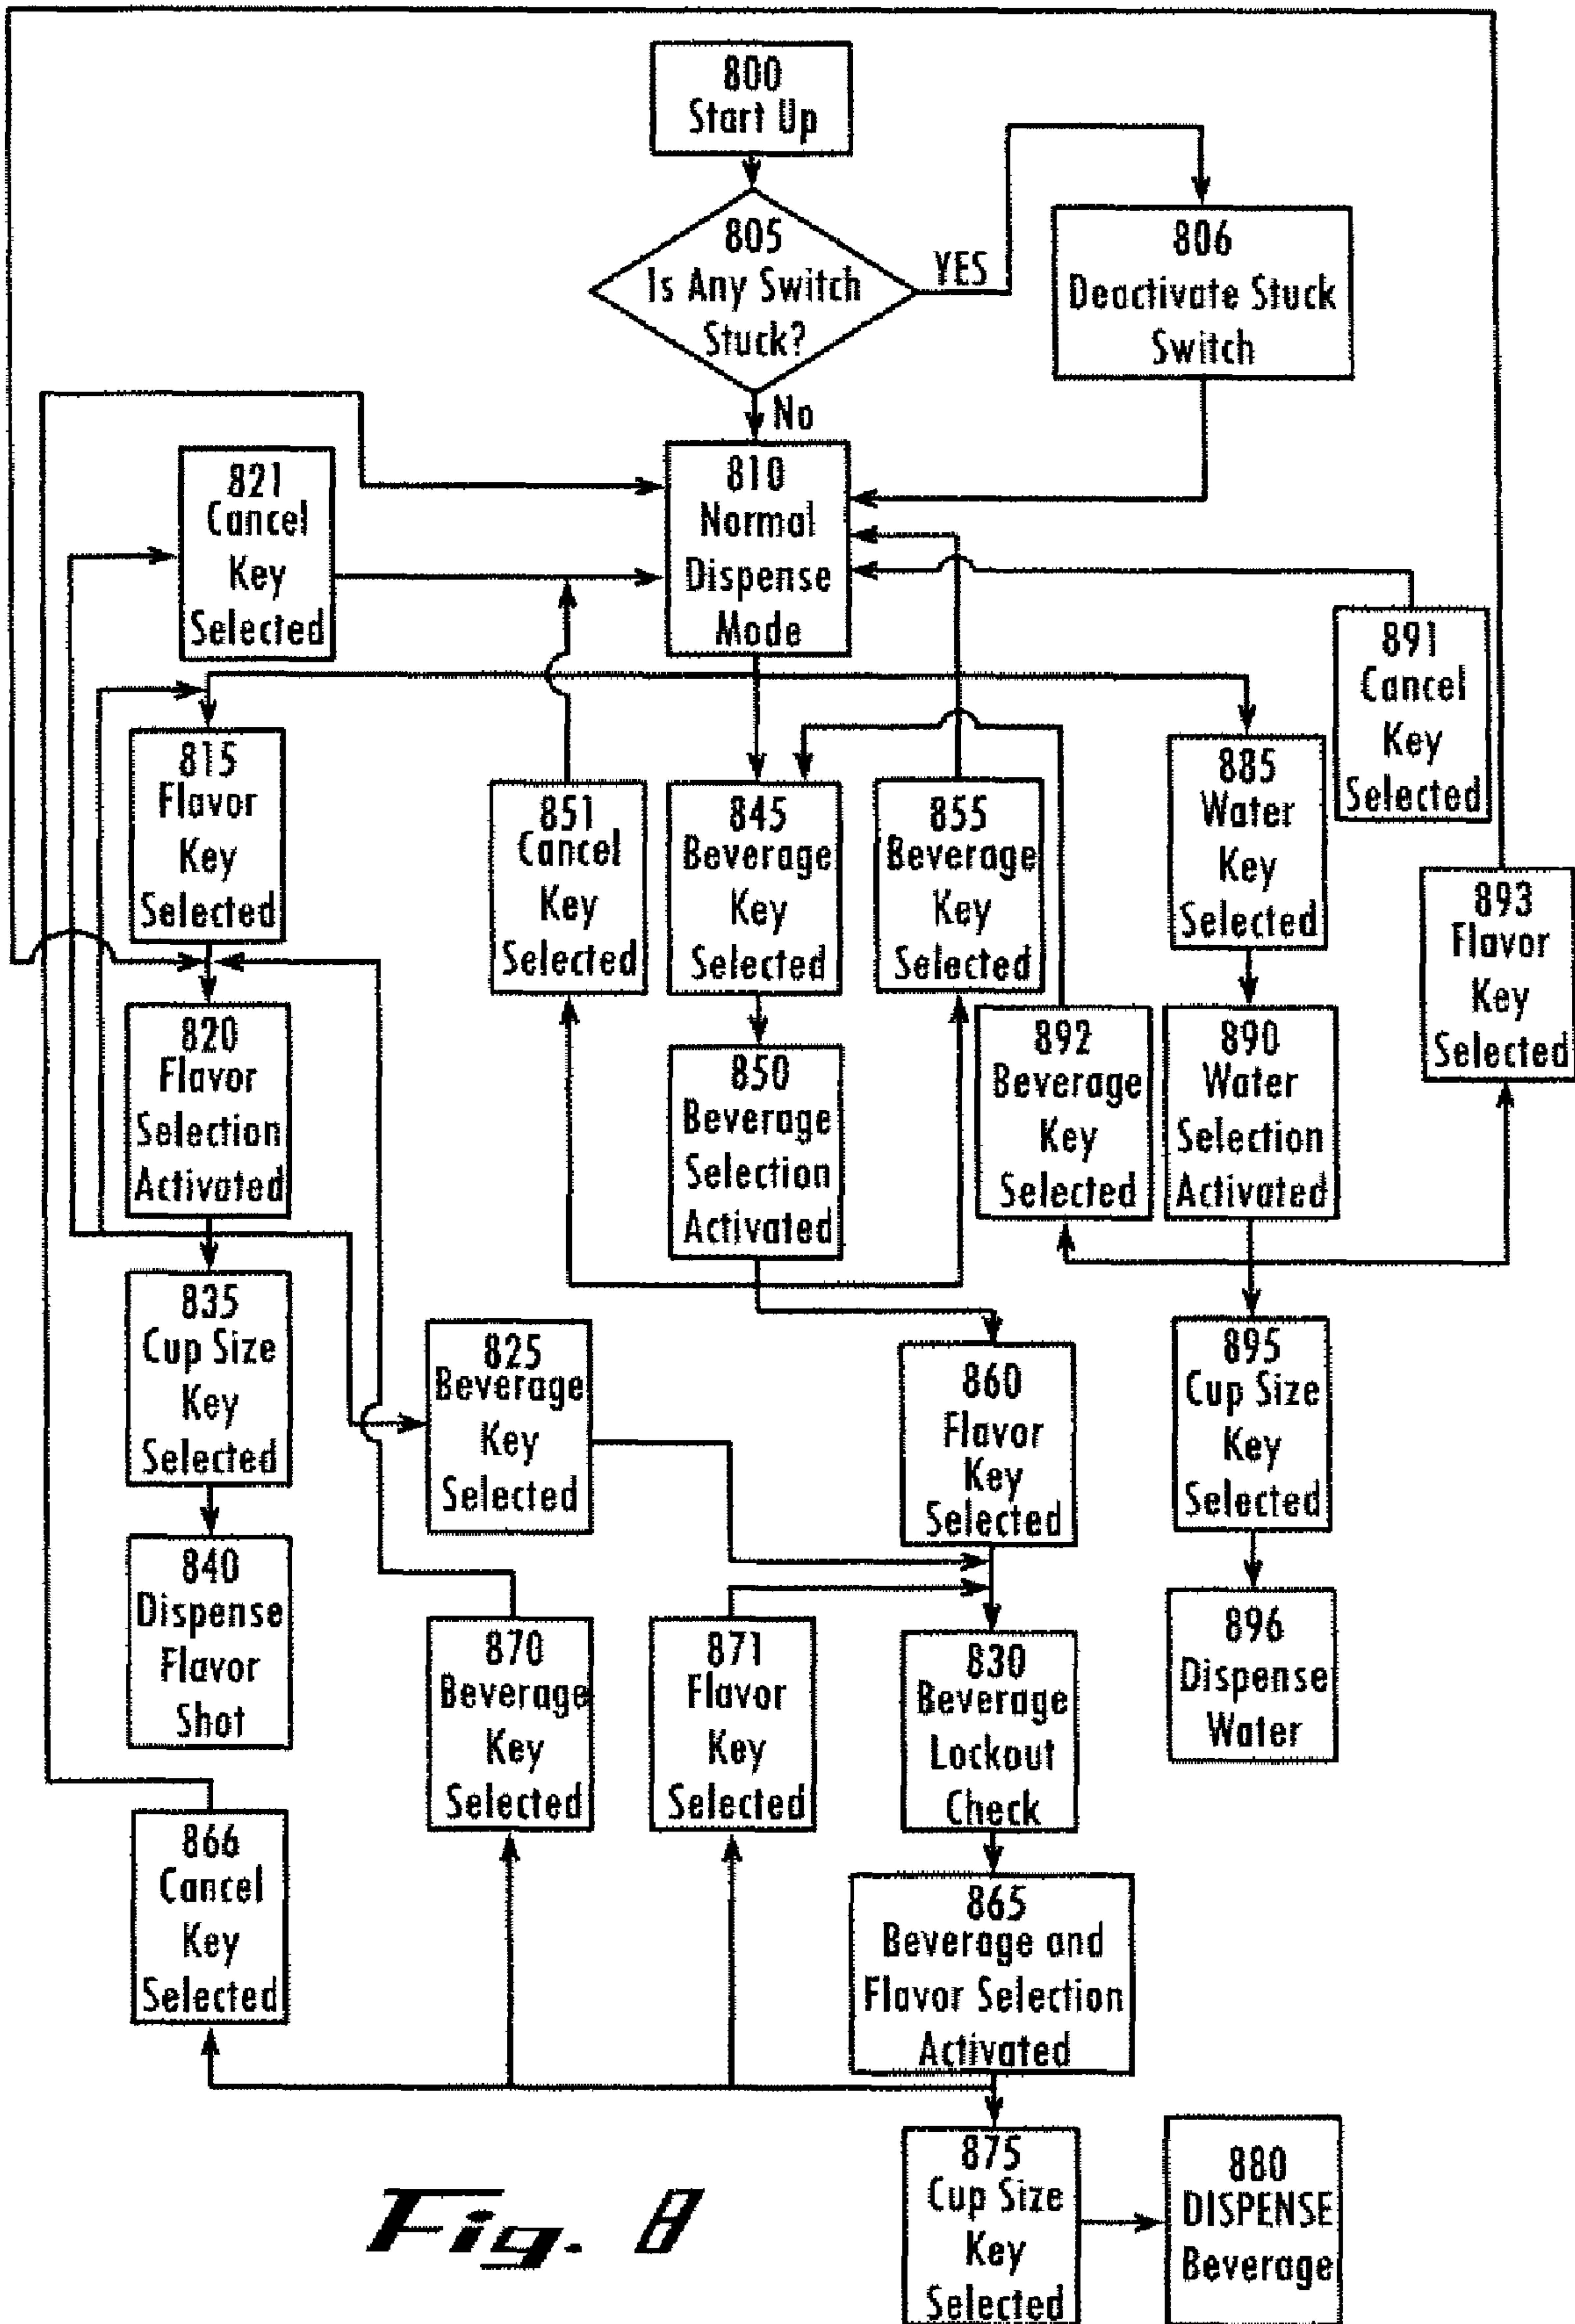 800
Start Up
805
Is Any Switch
Stuck?
YES
806
Deactivate Stuck
Switch
No
810
Normal
Dispense
Mode
821
Cancel
Key
Selected
891
Cancel
Key
Selected
815
Flavor
Key
Selected
851
Cancel
Key
Selected
845
Beverage
Key
Selected
855
Beverage
Key
Selected
885
Water
Key
Selected
893
Flavor
Key
Selected
820
Flavor
Selection
Activated
850
Beverage
Selection
Activated
892
Beverage
Key
Selected
890
Water
Selection
Activated
835
Cup Size
Key
Selected
825
Beverage
Key
Selected
860
Flavor
Key
Selected
895
Cup Size
Key
Selected
840
Dispense
Flavor
Shot
870
Beverage
Key
Selected
871
Flavor
Key
Selected
830
Beverage
Lockout
Check
896
Dispense
Water
866
Cancel
Key
Selected
865
Beverage and
Flavor Selection
Activated
875
Cup Size
Key
Selected
880
DISPENSE
Beverage
Fig. 8